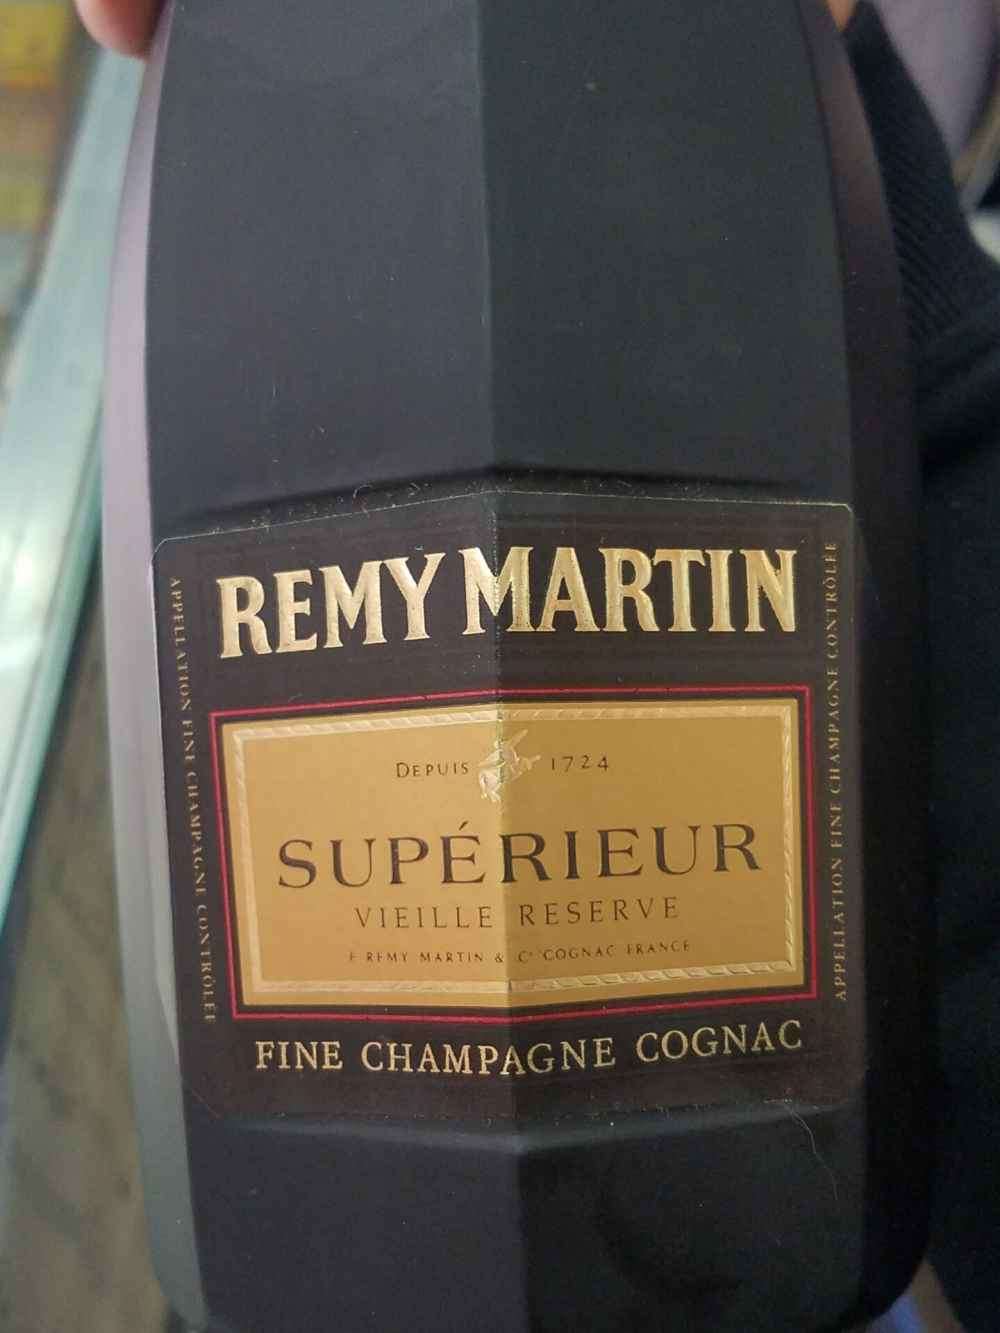 REMY MARTIN
APPELLATION FINE CHAMPAGNE CONTRÔLÉE
DEPUIS 1724
SUPÉRIEUR
VIEILLE RESERVE
E REMY MARTIN & Cº COGNAC FRANCE
FINE CHAMPAGNE COGNAC
APPELLATION FINE CHAMPAGNE CONTRÔLÉE